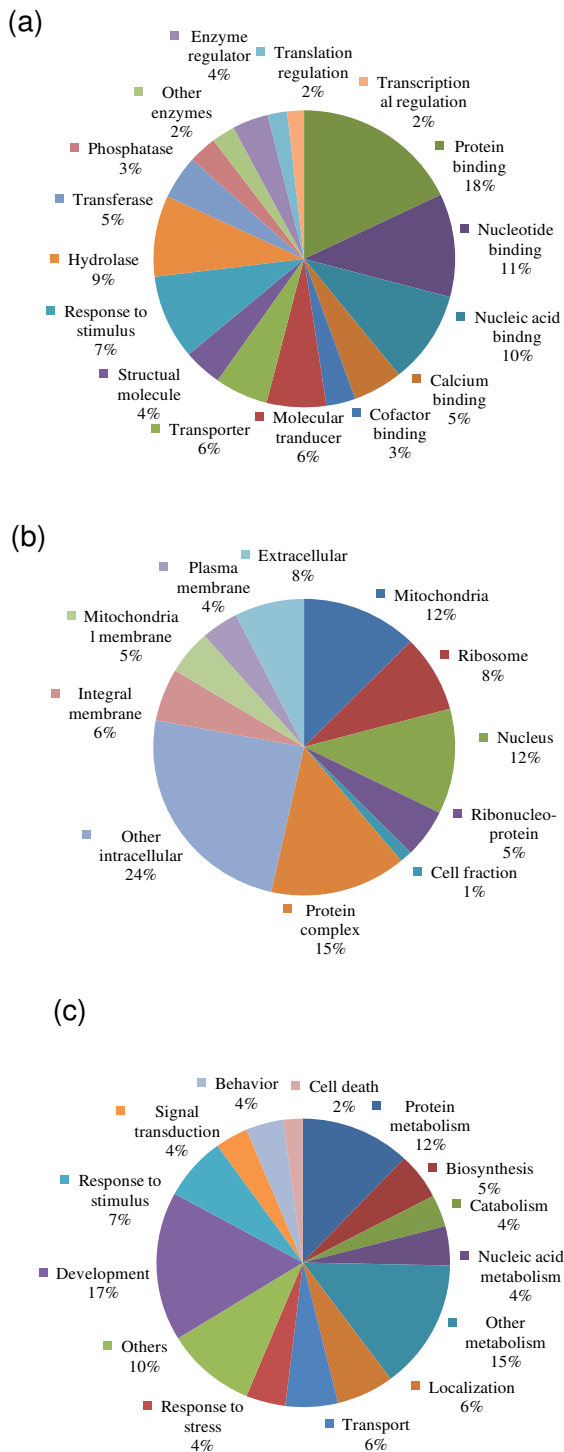 (a)
Enzyme
regulator
4%
Translation
regulation
2%
Transcription
al regulation
2%
Other
enzymes
2%
Phosphatase
3%
Protein
binding
18%
Transferase
5%
Nucleotide
binding
11%
Hydrolase
9%
Response to
stimulus
7%
Nucleic acid
bindng
10%
Structual
molecule
4%
Calcium
binding
5%
Transporter
6%
Molecular
tranducer
6%
Cofactor
binding
3%
(b)
Extracellular
8%
Plasma
membrane
4%
Mitochondria
12%
Mitochondria
l membrane
5%
Ribosome
8%
Integral
membrane
6%
Nucleus
12%
Ribonucleo-
protein
5%
Other
intracellular
24%
Cell fraction
1%
Protein
complex
15%
(c)
Behavior
4%
Cell death
2%
Protein
metabolism
12%
Signal
transduction
4%
Biosynthesis
5%
Response to
stimulus
7%
Catabolism
4%
Nucleic acid
metabolism
4%
Development
17%
Other
metabolism
15%
Others
10%
Localization
6%
Response to
stress
4%
Transport
6%